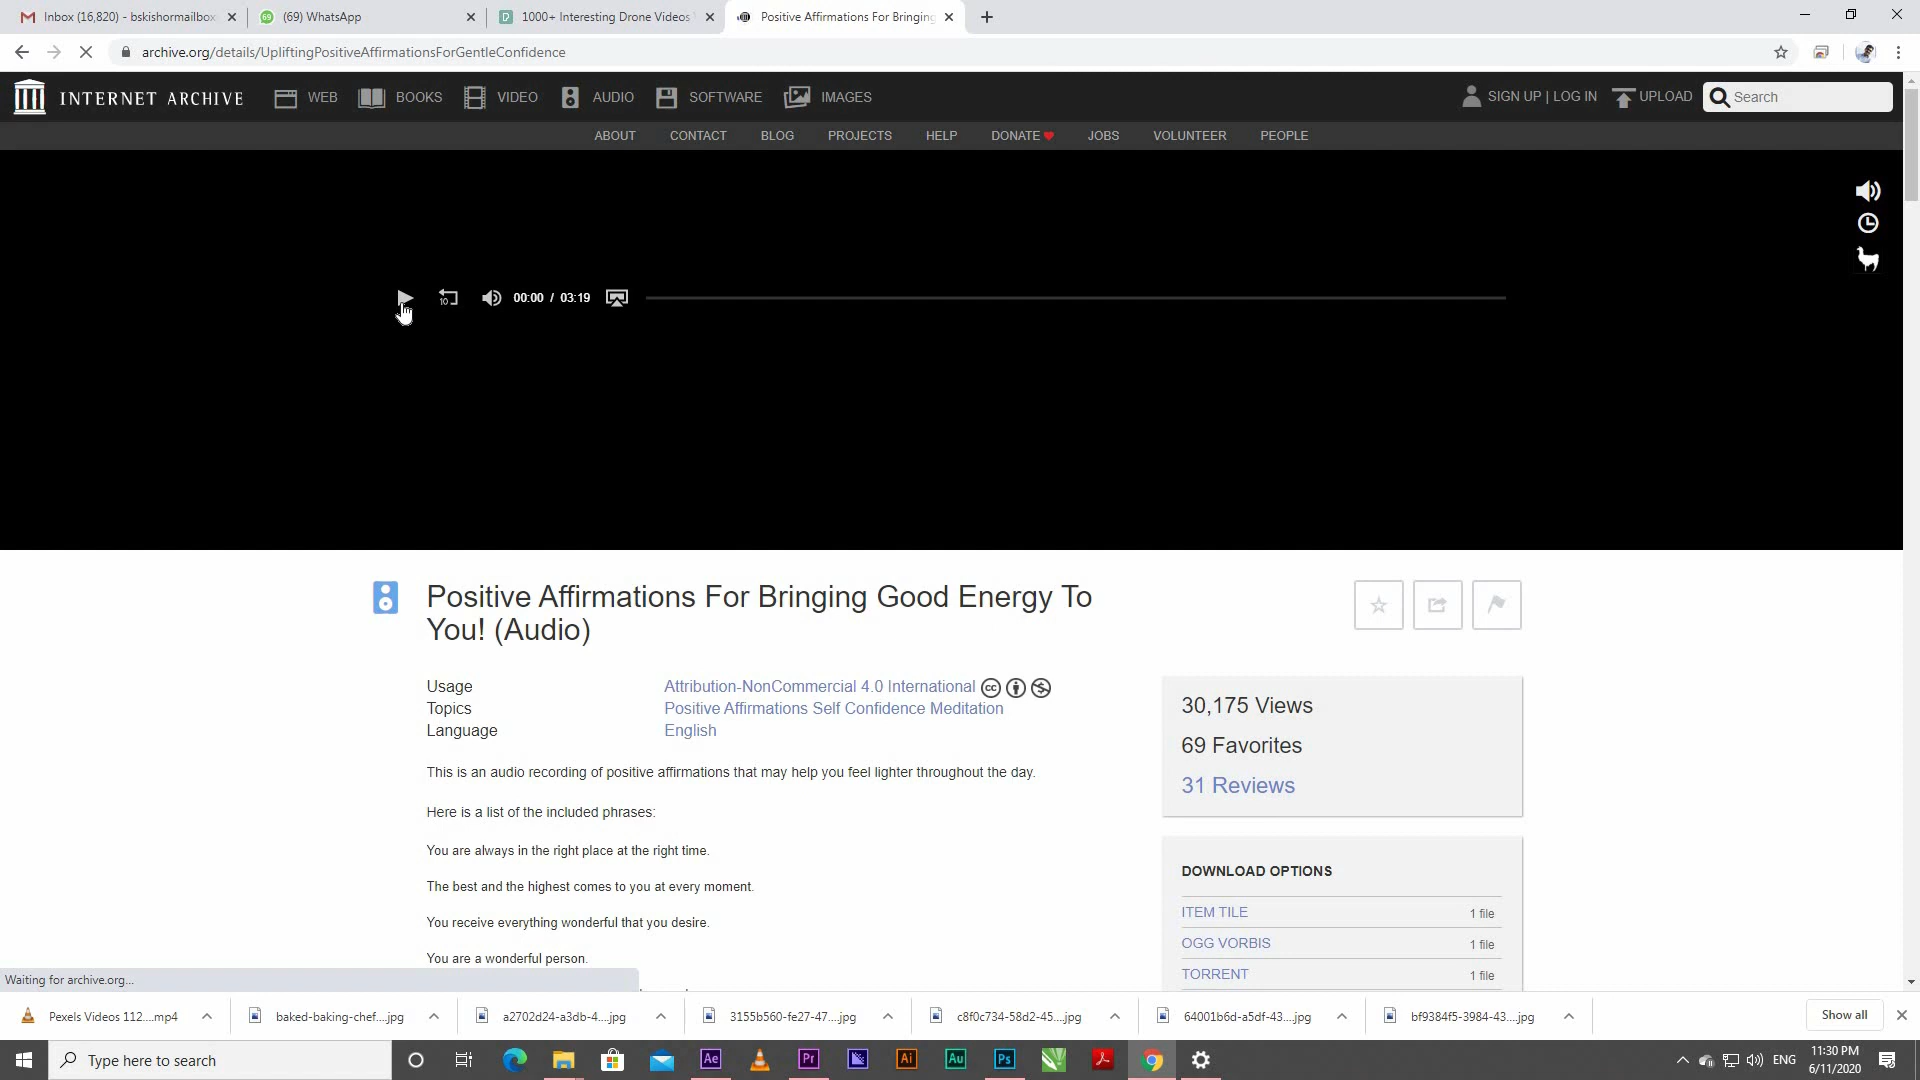 Inbox (16,820) - bskishormailbox
69 (69) WhatsApp
1000+ Interesting Drone Videos
Positive Affirmations For Bringing
archive.org/details/UpliftingPositiveAffirmationsForGentleConfidence
INTERNET ARCHIVE
WEB
BOOKS
VIDEO
AUDIO
SOFTWARE
IMAGES
SIGN UP | LOG IN
UPLOAD
Search
ABOUT
CONTACT
BLOG
PROJECTS
HELP
DONATE
JOBS
VOLUNTEER
PEOPLE
10
00:00 / 03:19
Positive Affirmations For Bringing Good Energy To
You! (Audio)
Usage Attribution-NonCommercial 4.0 International
Topics Positive Affirmations Self Confidence Meditation
Language English
This is an audio recording of positive affirmations that may help you feel lighter throughout the day.
Here is a list of the included phrases:
You are always in the right place at the right time.
The best and the highest comes to you at every moment.
You receive everything wonderful that you desire.
You are a wonderful person.
30,175 Views
69 Favorites
31 Reviews
DOWNLOAD OPTIONS
ITEM TILE 1 file
OGG VORBIS 1 file
TORRENT 1 file
Waiting for archive.org...
Pexels Videos 112....mp4
baked-baking-chef....jpg
a2702d24-a3db-4....jpg
3155b560-fe27-47....jpg
c8f0c734-58d2-45....jpg
64001b6d-a5df-43....jpg
bf9384f5-3984-43....jpg
Show all
Type here to search
Ae
Pr
Ai
Au
Ps
ENG
11:30 PM
6/11/2020